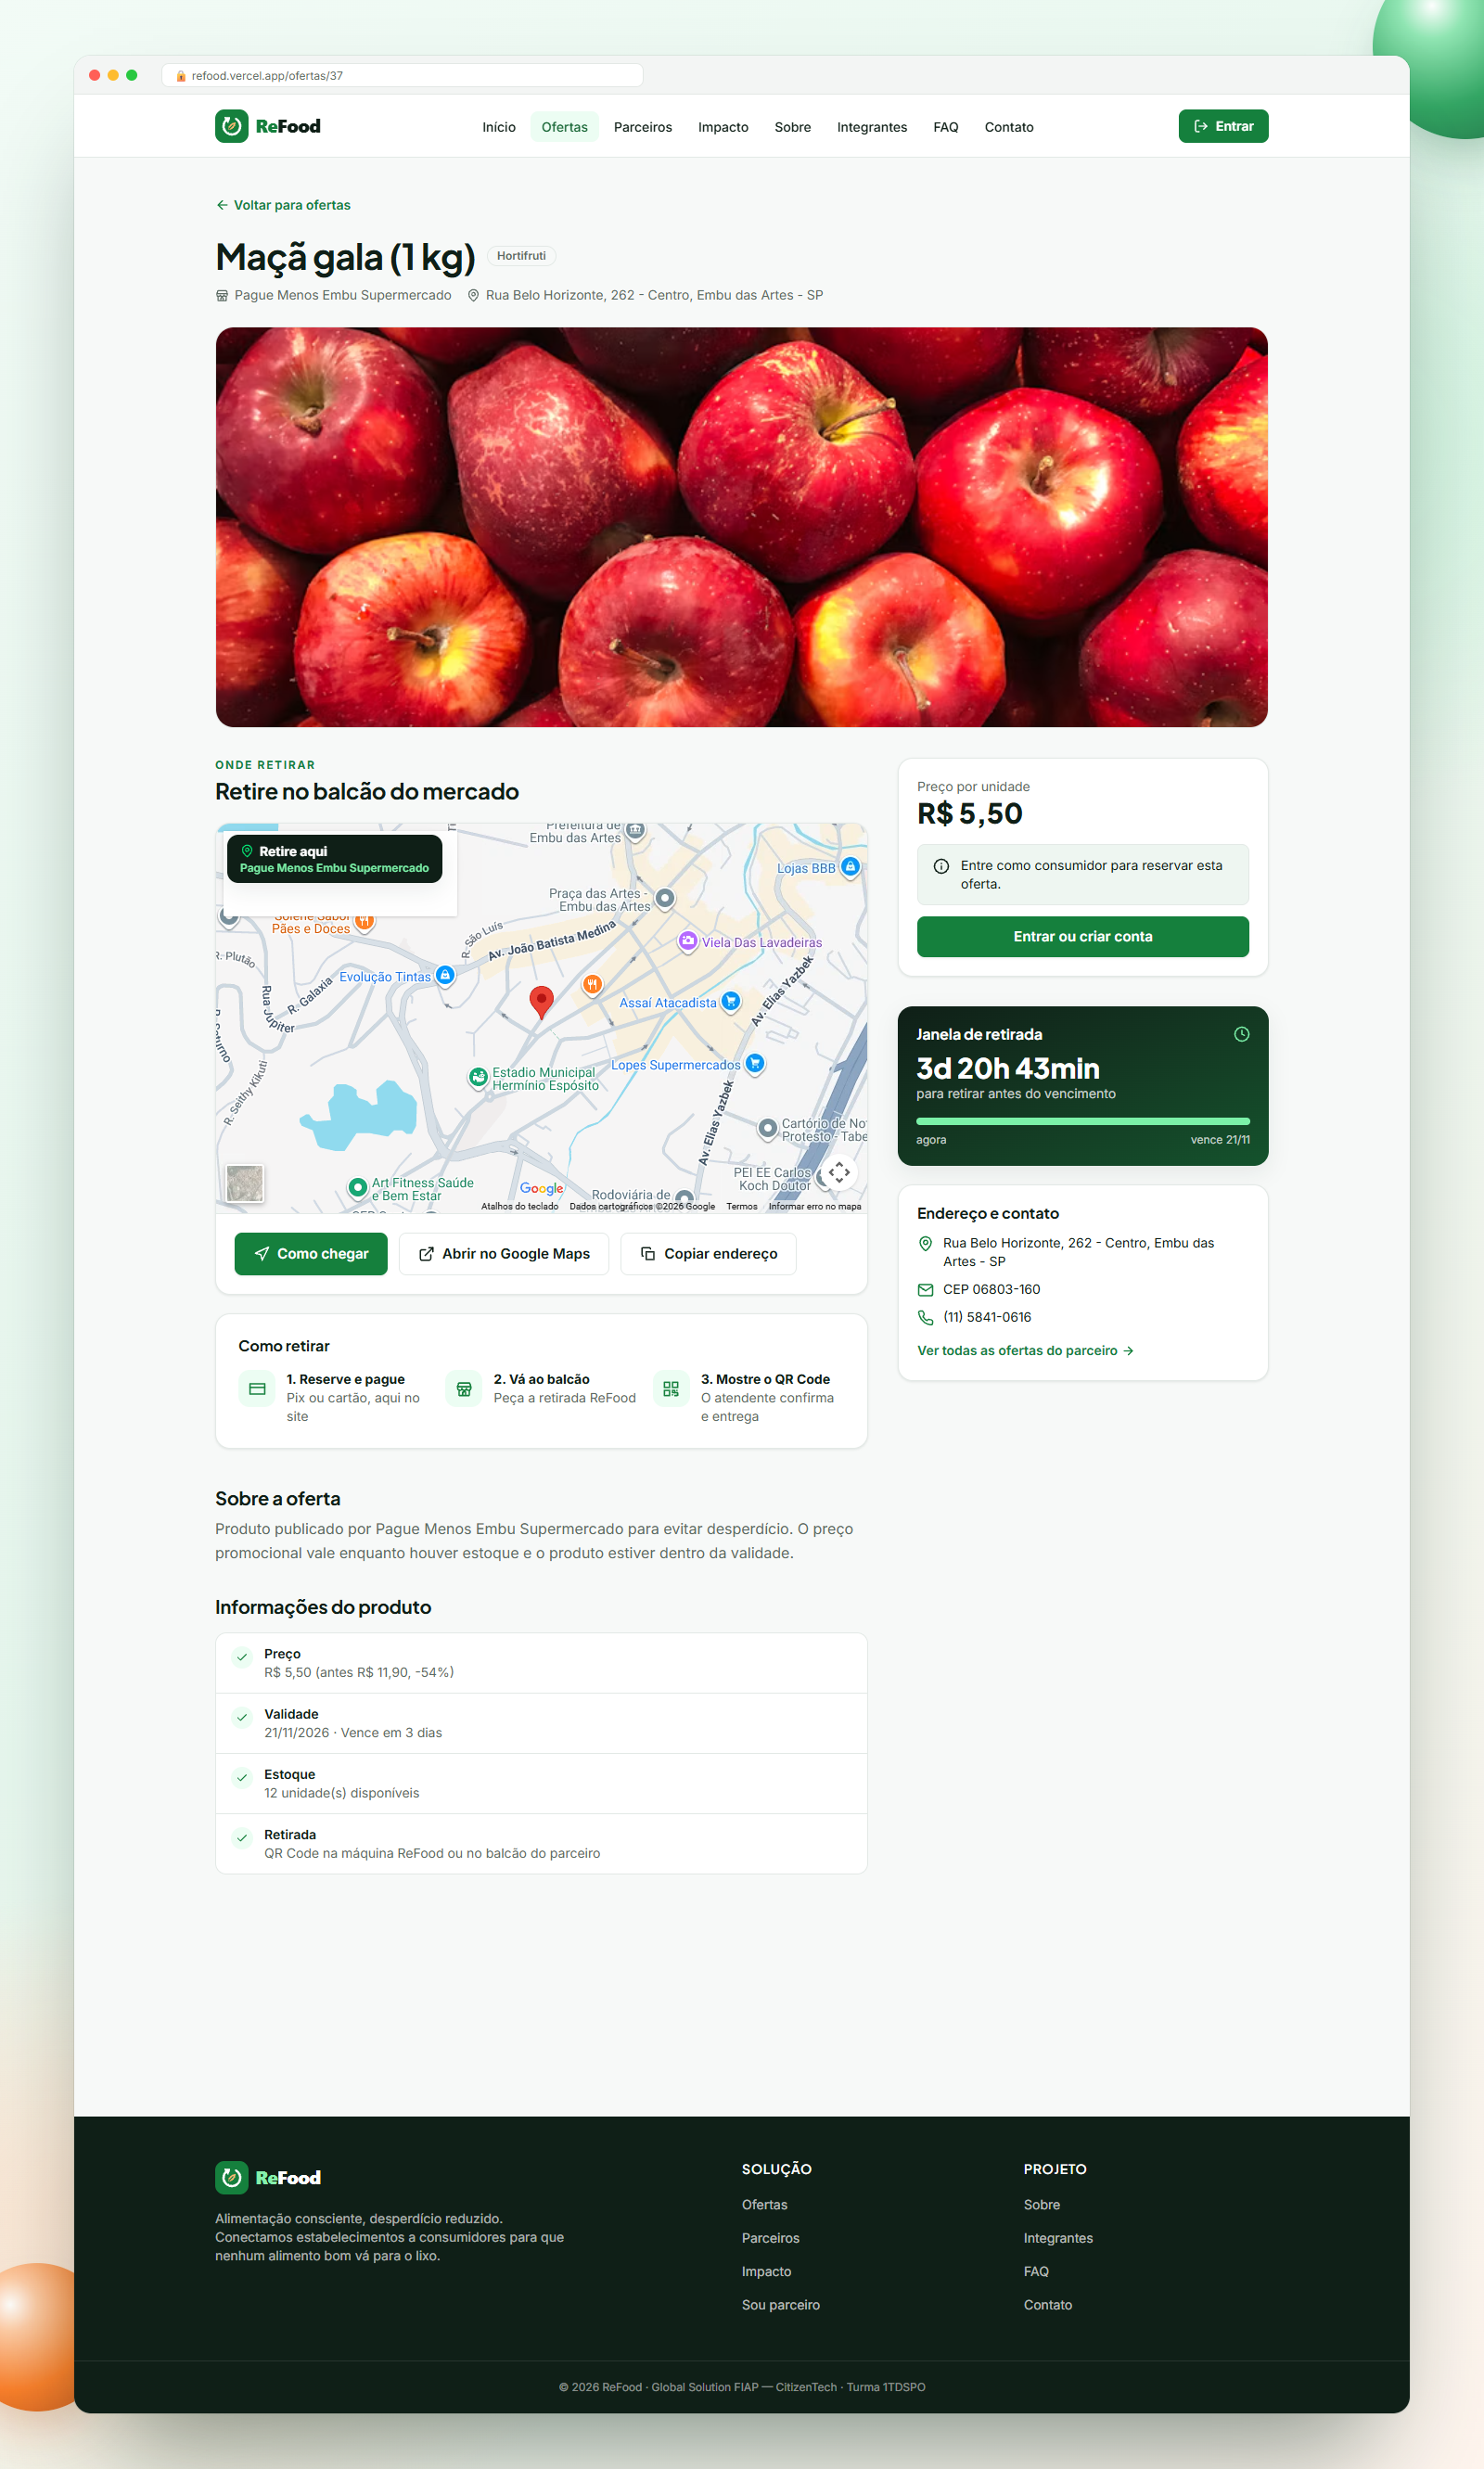 refood.vercel.app/ofertas/37
ReFood
Início
Ofertas
Parceiros
Impacto
Sobre
Integrantes
FAQ
Contato
Entrar
Voltar para ofertas
Maçã gala (1 kg)
Hortifruti
Pague Menos Embu Supermercado
Rua Belo Horizonte, 262 - Centro, Embu das Artes - SP
ONDE RETIRAR
Retire no balcão do mercado
Retire aqui
Pague Menos Embu Supermercado
Prefeitura de
Embu das Artes
Lojas BBB
Praça das Artes -
Embu das Artes
Sabor
Pães e Doces
R. São Luís
Av. João Batista Medina
Viela Das Lavadeiras
R. Plutão
Evolução Tintas
R. Galaxia
Rua Jupiter
Assaí Atacadista
Av. Elias Yazbek
Lopes Supermercados
Estadio Municipal
Hermínio Espósito
R. Seithy Kikuti
Av. Elias Yazbek
Cartório de No
Protesto - Tabe
PEI EE Carlos
Koch Doutor
Art Fitness Saúde
e Bem Estar
Google
Rodoviária de
Atalhos do teclado
Dados cartográficos ©2026 Google
Termos
Informar erro no mapa
Como chegar
Abrir no Google Maps
Copiar endereço
Como retirar
1. Reserve e pague
Pix ou cartão, aqui no
site
2. Vá ao balcão
Peça a retirada ReFood
3. Mostre o QR Code
O atendente confirma
e entrega
Sobre a oferta
Produto publicado por Pague Menos Embu Supermercado para evitar desperdício. O preço
promocional vale enquanto houver estoque e o produto estiver dentro da validade.
Informações do produto
Preço
R$ 5,50 (antes R$ 11,90, -54%)
Validade
21/11/2026 · Vence em 3 dias
Estoque
12 unidade(s) disponíveis
Retirada
QR Code na máquina ReFood ou no balcão do parceiro
Preço por unidade
R$ 5,50
Entre como consumidor para reservar esta
oferta.
Entrar ou criar conta
Janela de retirada
3d 20h 43min
para retirar antes do vencimento
agora
vence 21/11
Endereço e contato
Rua Belo Horizonte, 262 - Centro, Embu das
Artes - SP
CEP 06803-160
(11) 5841-0616
Ver todas as ofertas do parceiro →
ReFood
Alimentação consciente, desperdício reduzido.
Conectamos estabelecimentos a consumidores para que
nenhum alimento bom vá para o lixo.
SOLUÇÃO
Ofertas
Parceiros
Impacto
Sou parceiro
PROJETO
Sobre
Integrantes
FAQ
Contato
© 2026 ReFood · Global Solution FIAP — CitizenTech · Turma 1TDSPO